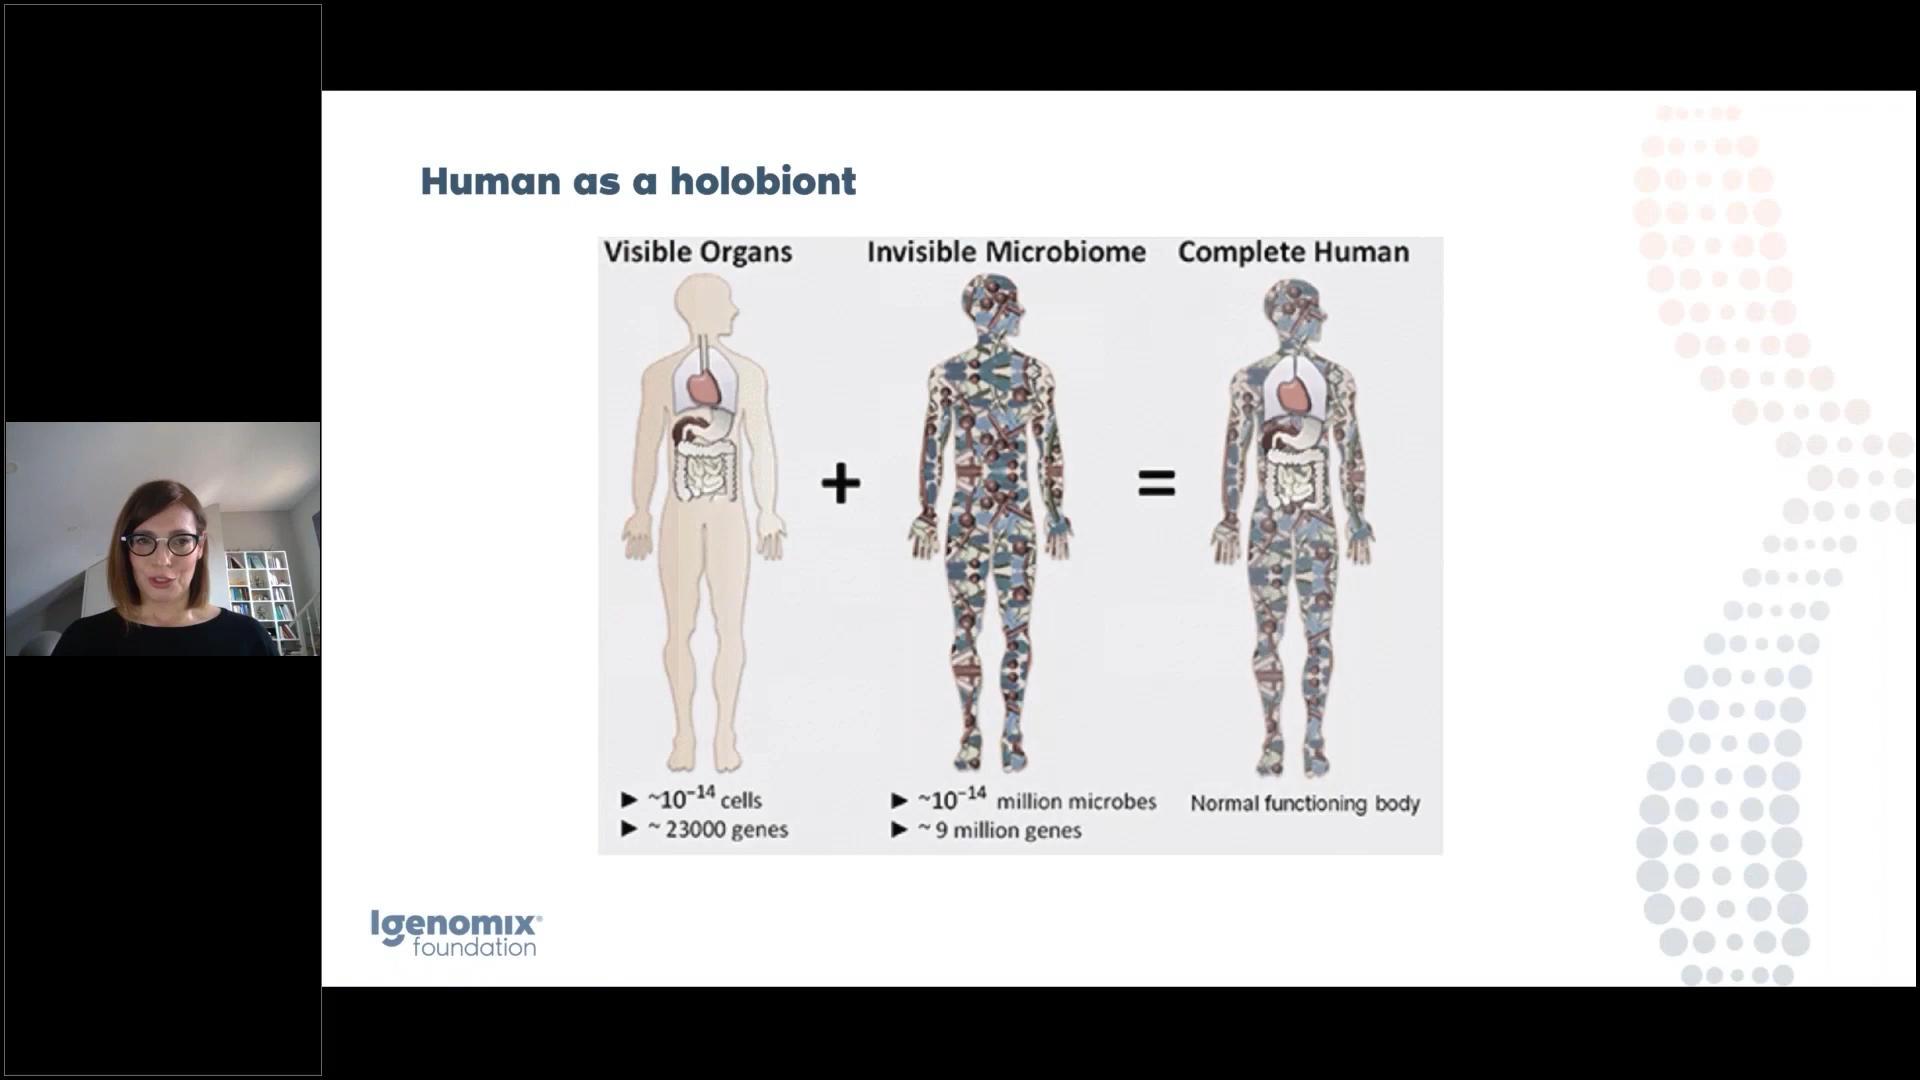 Human as a holobiont
Visible Organs
Invisible Microbiome
Complete Human
+
=
► ~10⁻¹⁴ cells
► ~ 23000 genes
► ~10⁻¹⁴ million microbes
► ~ 9 million genes
Normal functioning body
Igenomix®
foundation